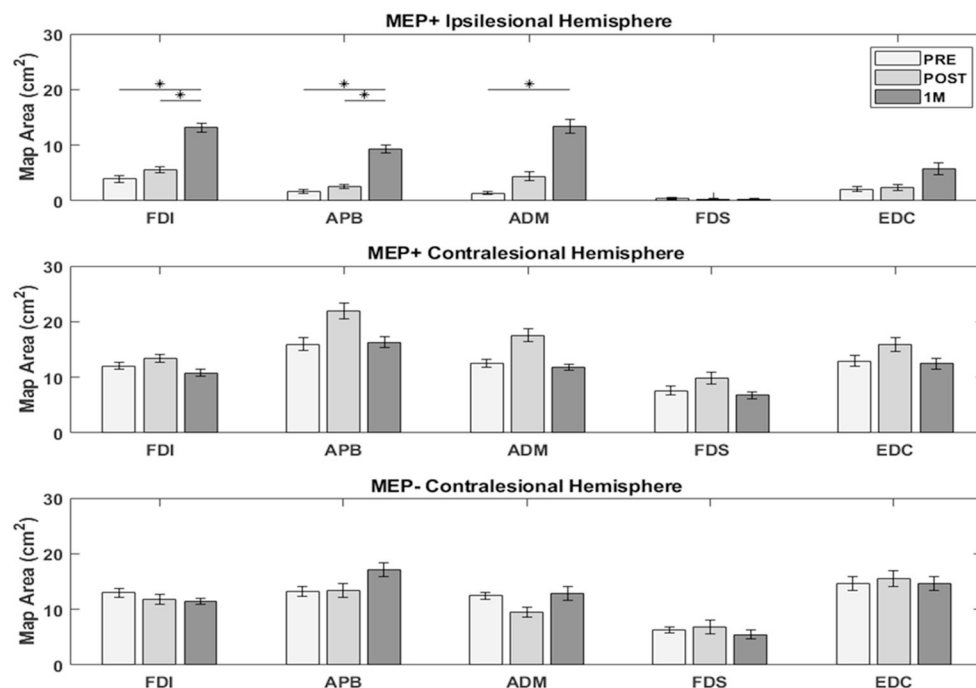 MEP+ Ipsilesional Hemisphere
30
20
10
0
Map Area (cm²)
PRE
POST
1M
*
*
*
*
*
FDI
APB
ADM
FDS
EDC
MEP+ Contralesional Hemisphere
30
20
10
0
Map Area (cm²)
FDI
APB
ADM
FDS
EDC
MEP- Contralesional Hemisphere
30
20
10
0
Map Area (cm²)
FDI
APB
ADM
FDS
EDC